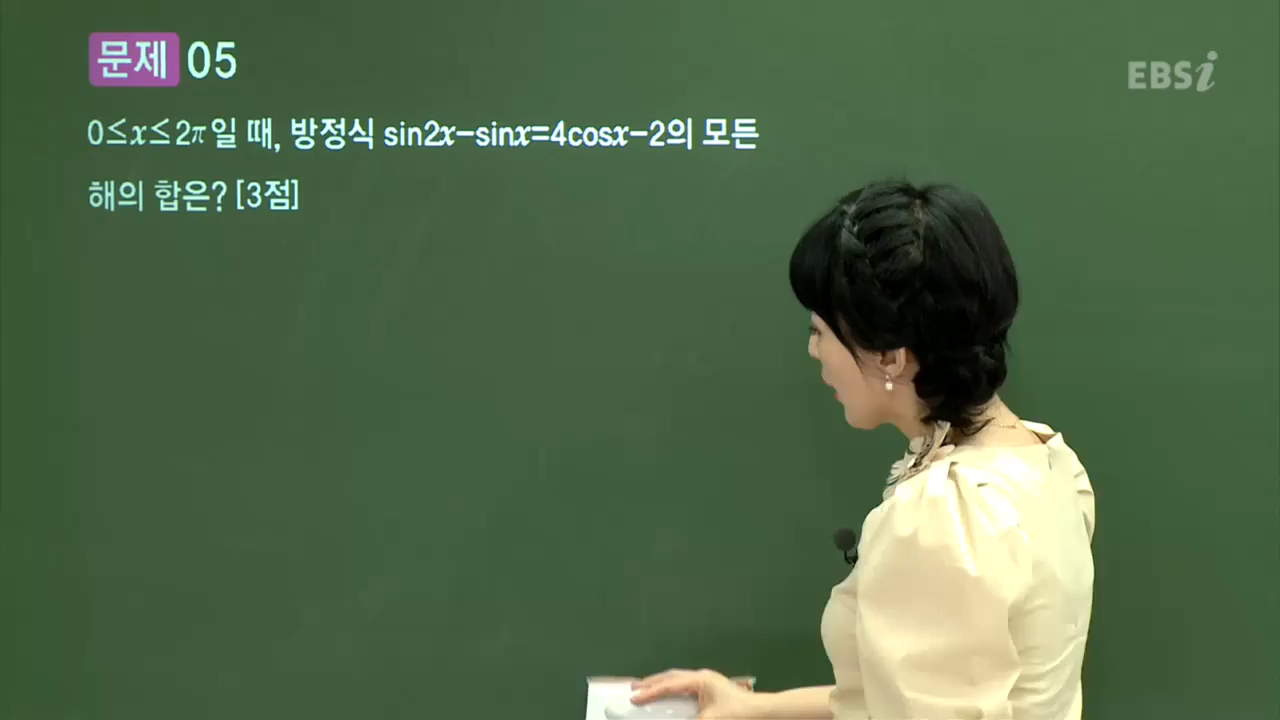 문제 05
EBSi
0≤x≤2π일 때, 방정식 sin2x-sinx=4cosx-2의 모든
해의 합은? [3점]